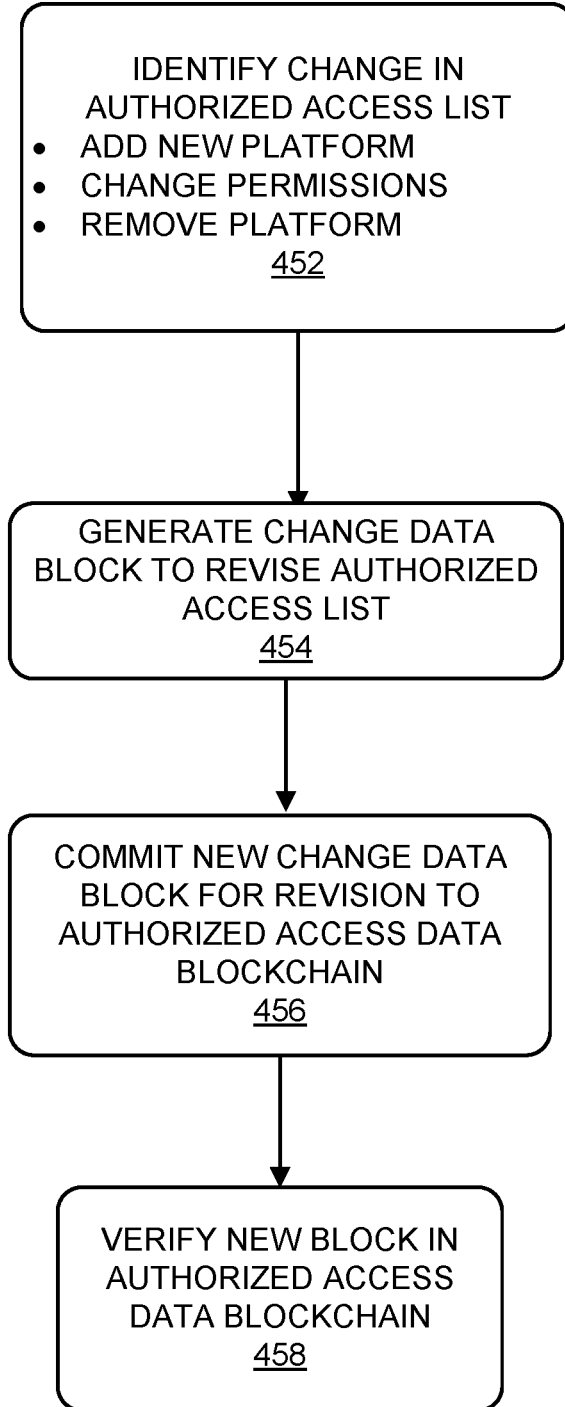 IDENTIFY CHANGE IN
AUTHORIZED ACCESS LIST
• ADD NEW PLATFORM
• CHANGE PERMISSIONS
• REMOVE PLATFORM
452
GENERATE CHANGE DATA
BLOCK TO REVISE AUTHORIZED
ACCESS LIST
454
COMMIT NEW CHANGE DATA
BLOCK FOR REVISION TO
AUTHORIZED ACCESS DATA
BLOCKCHAIN
456
VERIFY NEW BLOCK IN
AUTHORIZED ACCESS
DATA BLOCKCHAIN
458